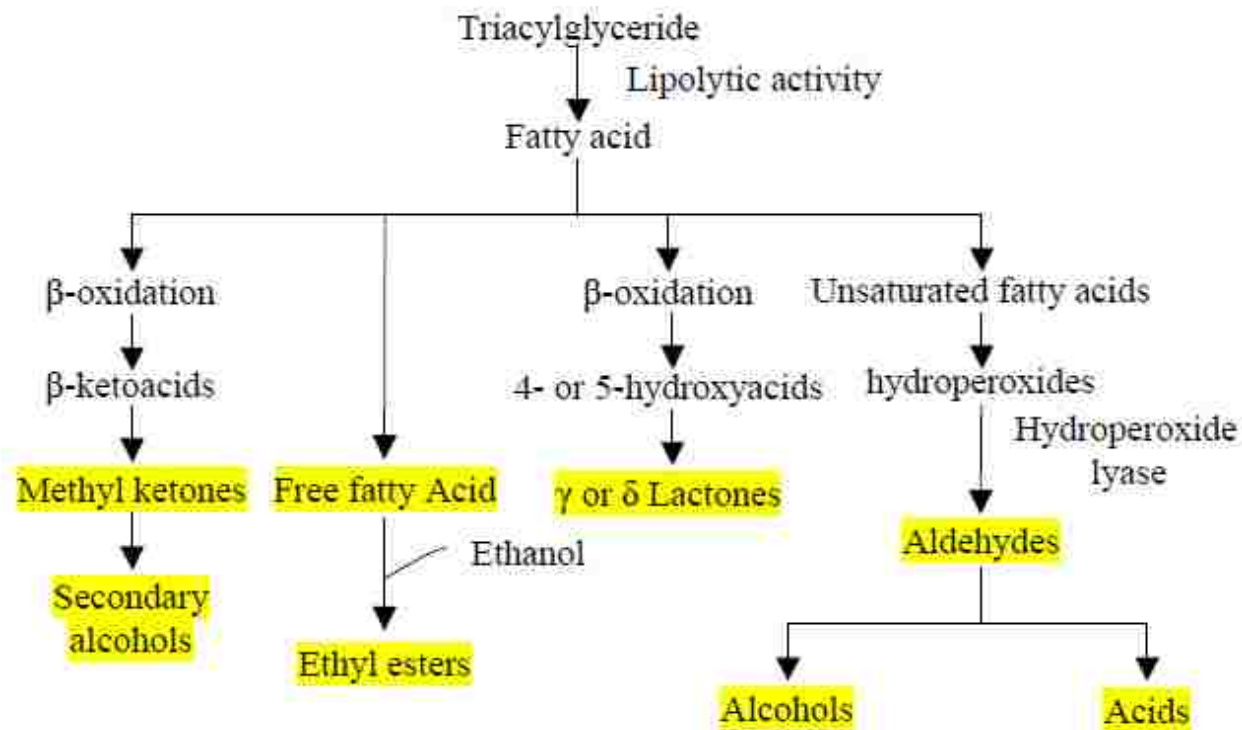 Triacylglyceride
Lipolytic activity
Fatty acid
β-oxidation
β-oxidation
Unsaturated fatty acids
β-ketoacids
4- or 5-hydroxyacids
hydroperoxides
Hydroperoxide
lyase
Methyl ketones
Free fatty Acid
γ or δ Lactones
Aldehydes
Ethanol
Secondary
alcohols
Ethyl esters
Alcohols
Acids